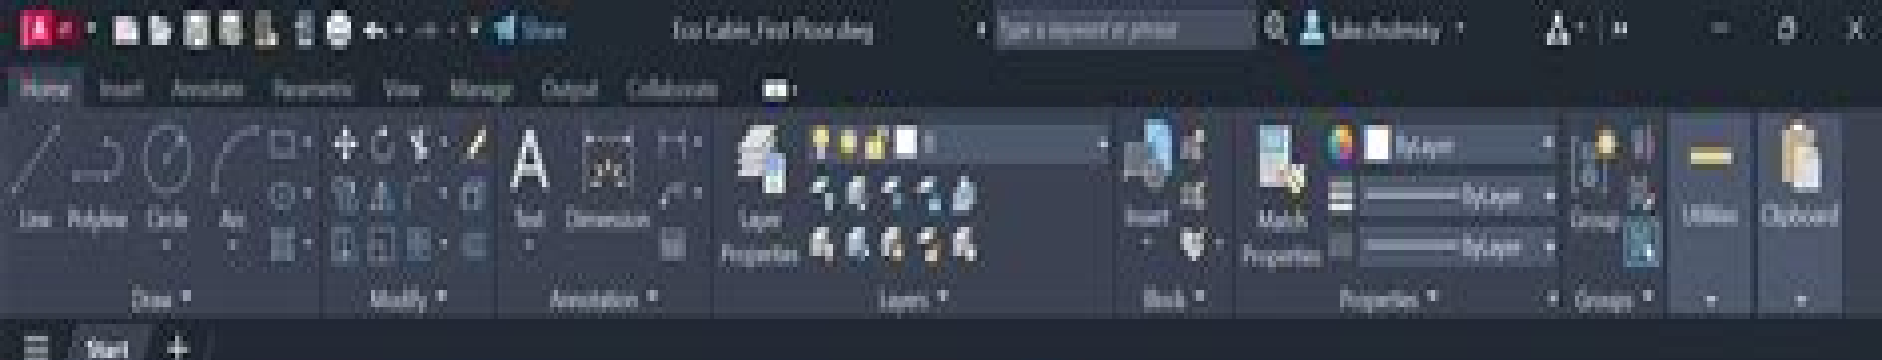 A Share Eco Cabin_First Floor.dwg Type a keyword or phrase
Home Insert Annotate Parametric View Manage Output Collaborate
Line Polyline Circle Arc
A
Text Dimension
Layer
Properties
Insert
Match
Properties
ByLayer
ByLayer
ByLayer
Group
Utilities
Clipboard
Draw Modify Annotation Layers Block Properties Groups
Start +